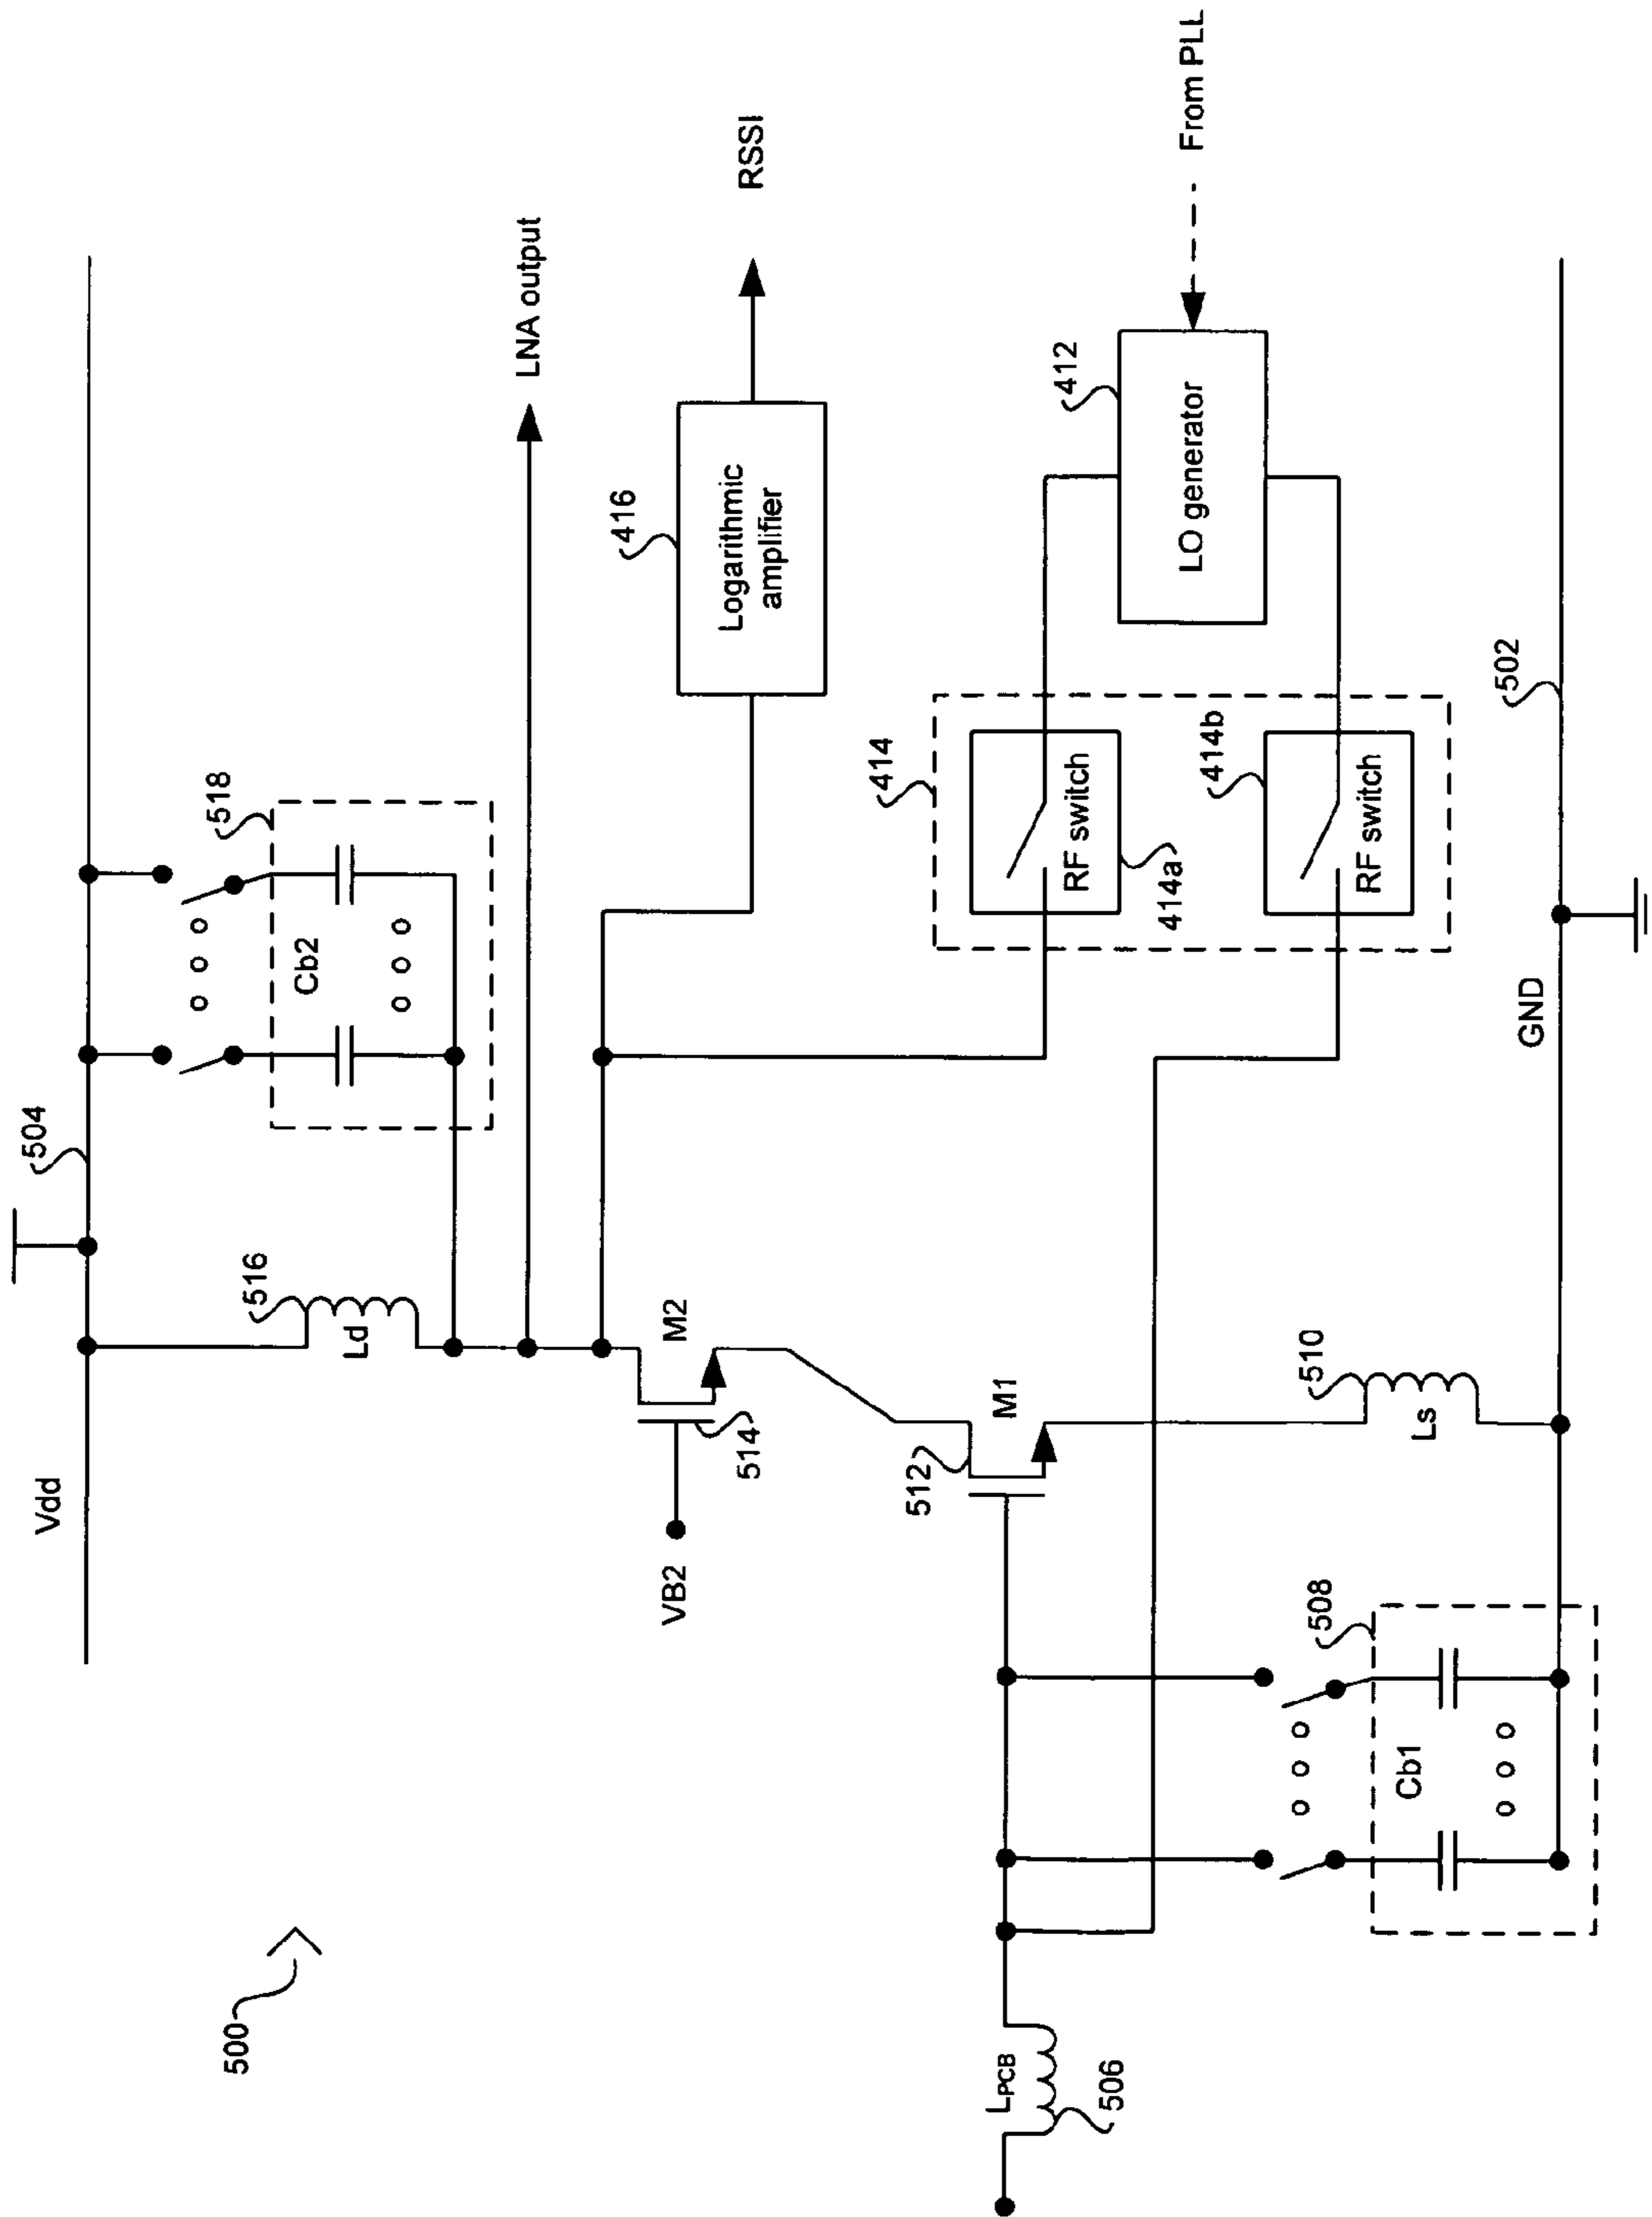 500
Vdd
504
516
Ld
518
Cb2
LNA output
416
Logarithmic
amplifier
RSSI
VB2
514
M2
512
M1
414
RF switch
414a
414b
RF switch
412
LO generator
From PLL
LPCB
506
508
Cb1
510
Ls
GND
502